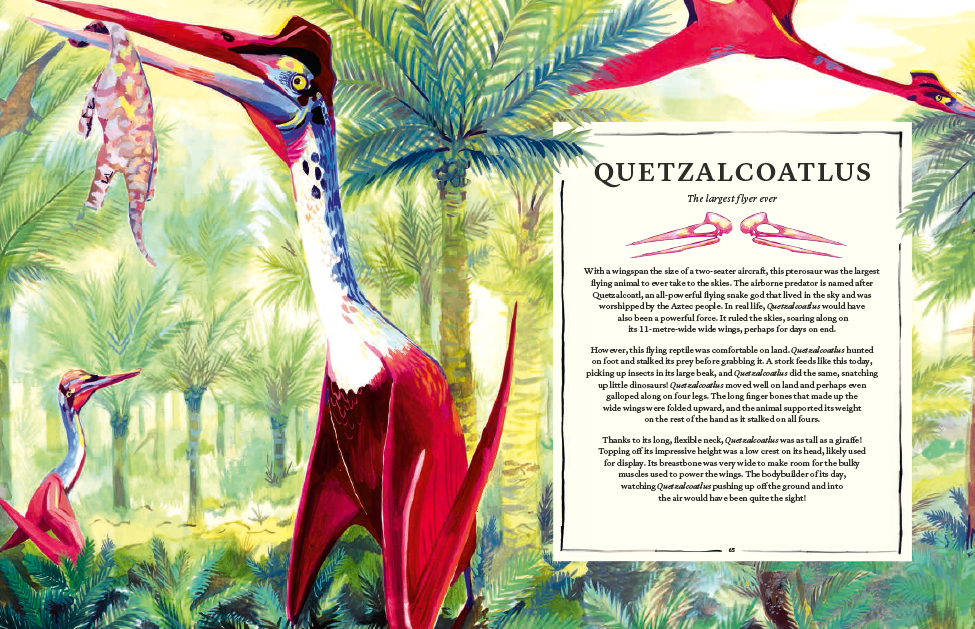 QUETZALCOATLUS
The largest flyer ever
With a wingspan the size of a two-seater aircraft, this pterosaur was the largest
flying animal to ever take to the skies. The airborne predator is named after
Quetzalcoatl, an all-powerful flying snake god that lived in the sky and was
worshipped by the Aztec people. In real life, Quetzalcoatlus would have
also been a powerful force. It ruled the skies, soaring along on
its 11-metre-wide wide wings, perhaps for days on end.
However, this flying reptile was comfortable on land. Quetzalcoatlus hunted
on foot and stalked its prey before grabbing it. A stork feeds like this today,
picking up insects in its large beak, and Quetzalcoatlus did the same, snatching
up little dinosaurs! Quetzalcoatlus moved well on land and perhaps even
galloped along on four legs. The long finger bones that made up the
wide wings were folded upward, and the animal supported its weight
on the rest of the hand as it stalked on all fours.
Thanks to its long, flexible neck, Quetzalcoatlus was as tall as a giraffe!
Topping off its impressive height was a low crest on its head, likely used
for display. Its breastbone was very wide to make room for the bulky
muscles used to power the wings. The bodybuilder of its day,
watching Quetzalcoatlus pushing up off the ground and into
the air would have been quite the sight!
65